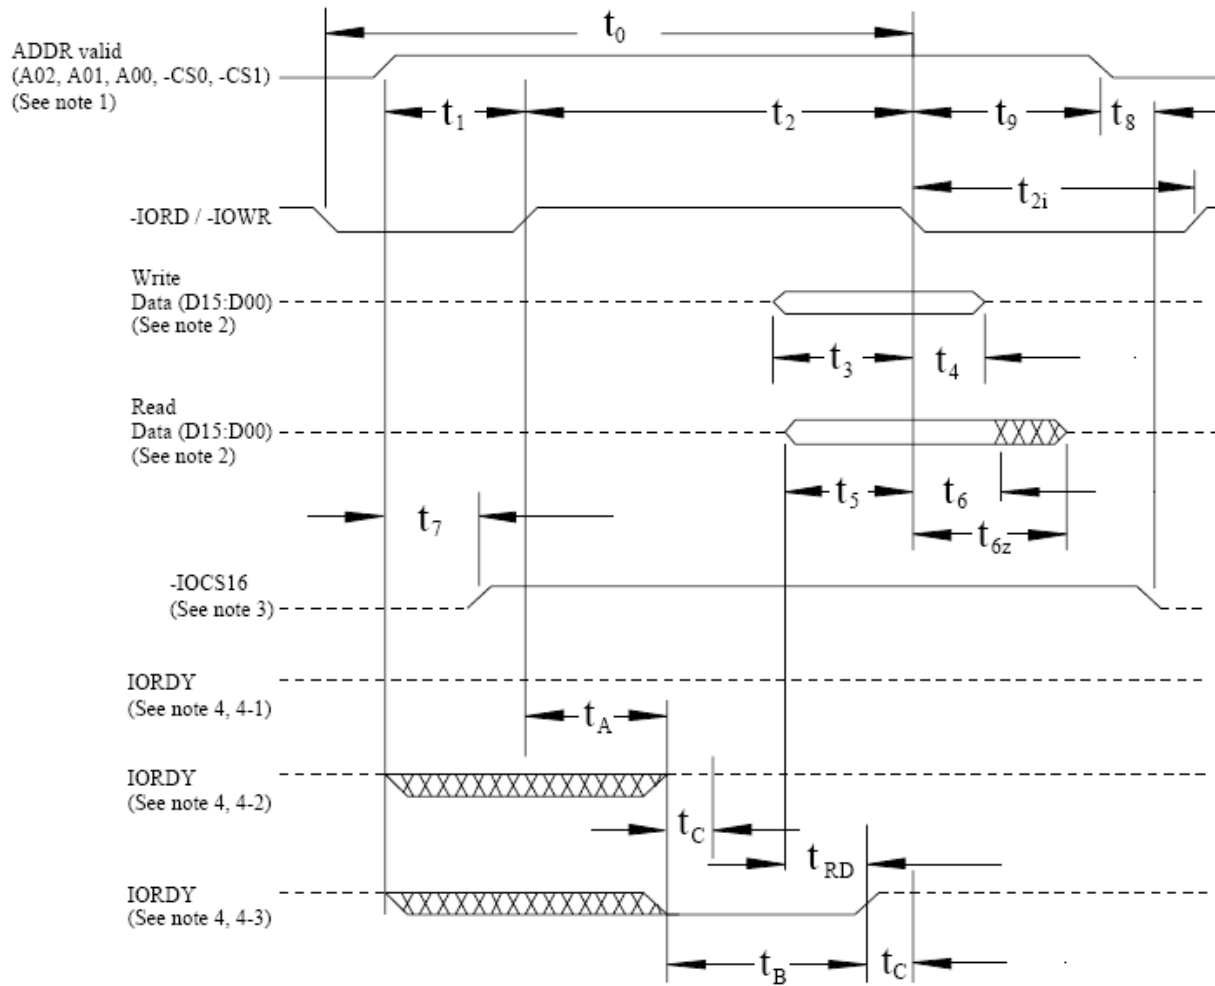 t0
ADDR valid
(A02, A01, A00, -CS0, -CS1)
(See note 1)
t1
t2
t9
t8
t2i
-IORD / -IOWR
Write
Data (D15:D00)
(See note 2)
t3
t4
Read
Data (D15:D00)
(See note 2)
t5
t6
t7
t6z
-IOCS16
(See note 3)
IORDY
(See note 4, 4-1)
tA
IORDY
(See note 4, 4-2)
tC
tRD
IORDY
(See note 4, 4-3)
tB
tC